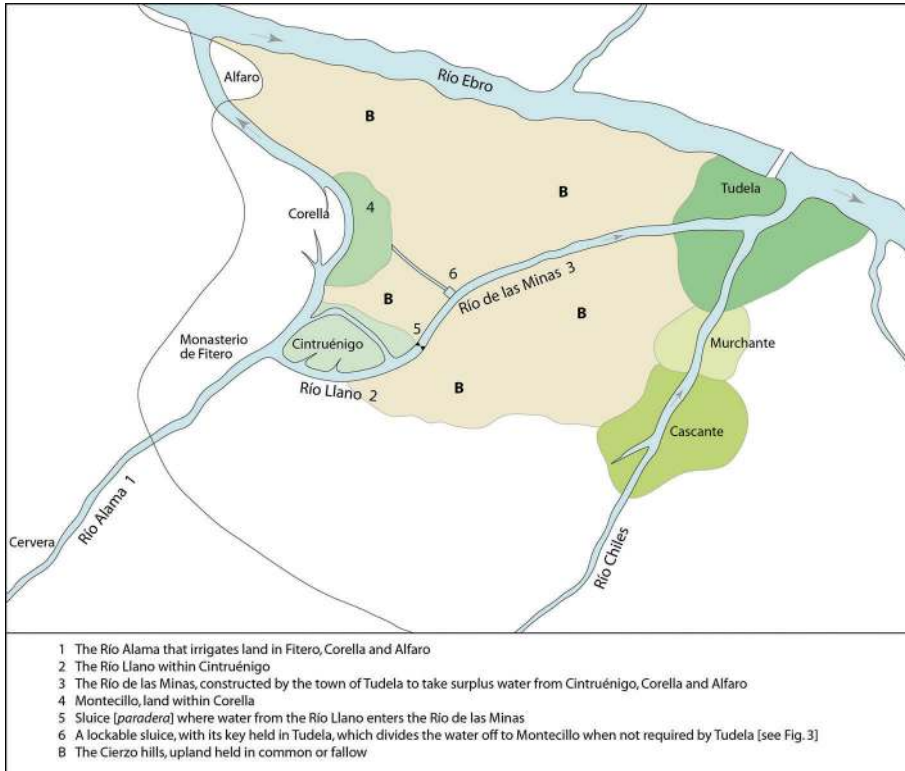 Alfaro
Río Ebro
B
B
Tudela
Corella
4
6
Río de las Minas 3
B
B
5
Monasterio
de Fitero
Cintruénigo
Murchante
Río Llano 2
B
Cascante
Río Alama 1
Cervera
Río Chiles
1 The Río Alama that irrigates land in Fitero, Corella and Alfaro
2 The Río Llano within Cintruénigo
3 The Río de las Minas, constructed by the town of Tudela to take surplus water from Cintruénigo, Corella and Alfaro
4 Montecillo, land within Corella
5 Sluice [paradera] where water from the Río Llano enters the Río de las Minas
6 A lockable sluice, with its key held in Tudela, which divides the water off to Montecillo when not required by Tudela [see Fig. 3]
B The Cierzo hills, upland held in common or fallow